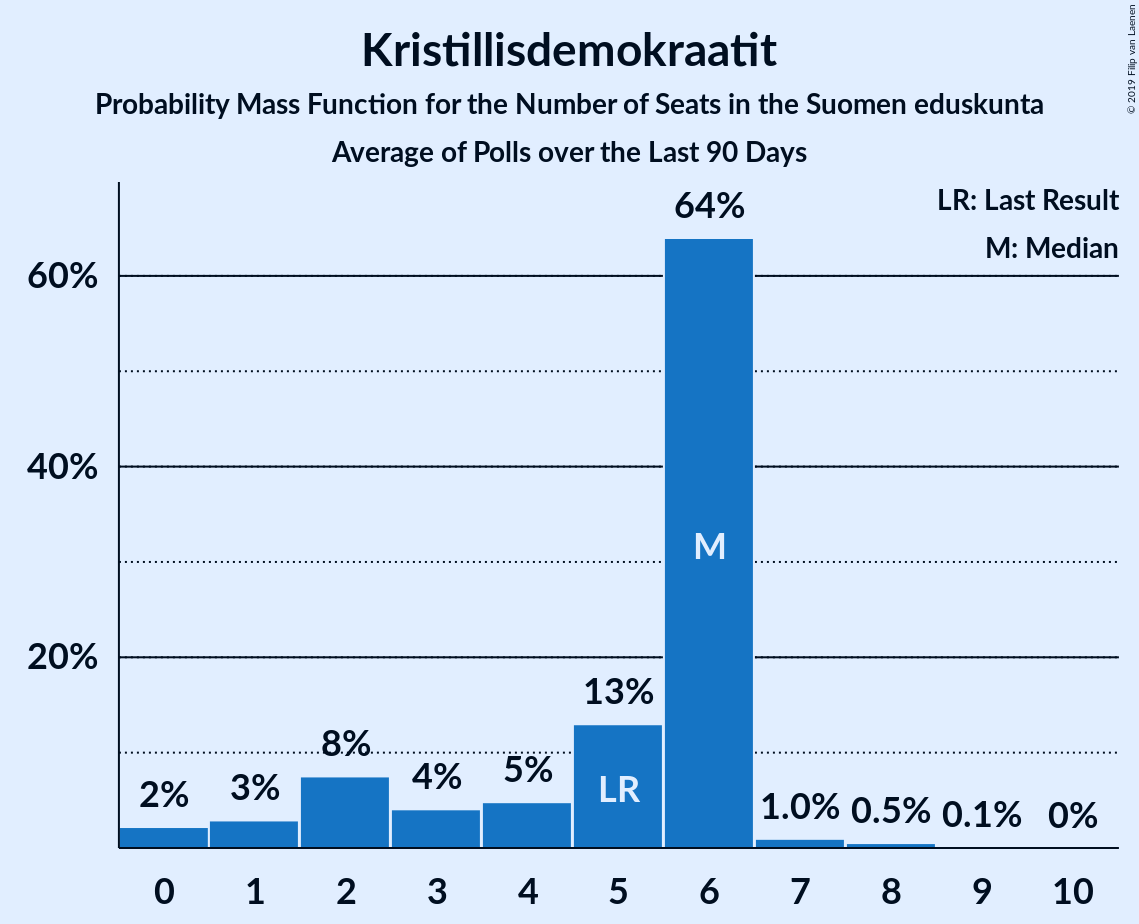 Kristillisdemokraatit
Probability Mass Function for the Number of Seats in the Suomen eduskunta
Average of Polls over the Last 90 Days
© 2019 Filip van Laenen
LR: Last Result
M: Median
60%
40%
20%
2%
3%
8%
4%
5%
13%
64%
1.0%
0.5%
0.1%
0%
LR
M
0 1 2 3 4 5 6 7 8 9 10